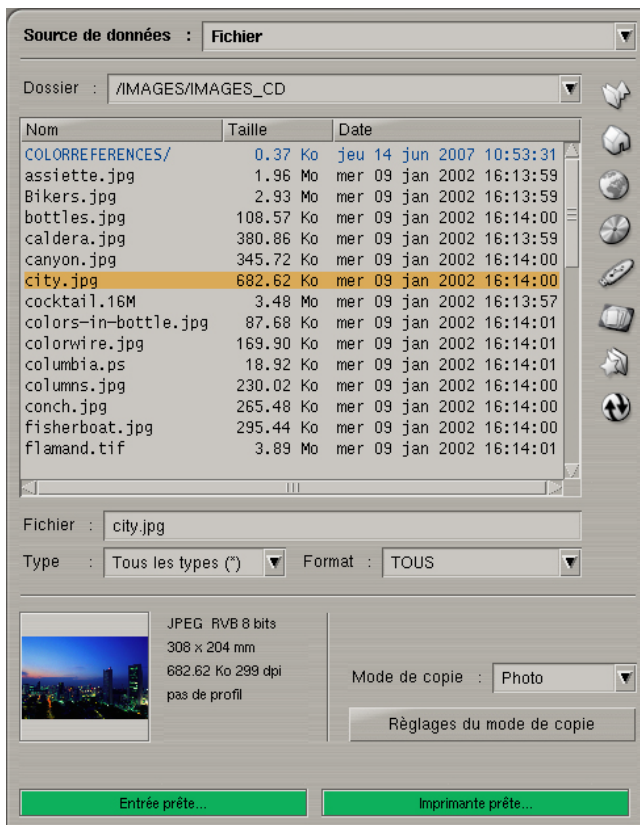 Source de données : Fichier
Dossier : /IMAGES/IMAGES_CD
Nom Taille Date
COLORREFERENCES/ 0.37 Ko jeu 14 jun 2007 10:53:31
assiette.jpg 1.96 Mo mer 09 jan 2002 16:13:59
Bikers.jpg 2.93 Mo mer 09 jan 2002 16:13:59
bottles.jpg 108.57 Ko mer 09 jan 2002 16:14:00
caldera.jpg 380.86 Ko mer 09 jan 2002 16:13:59
canyon.jpg 345.72 Ko mer 09 jan 2002 16:14:00
city.jpg 682.62 Ko mer 09 jan 2002 16:14:00
cocktail.16M 3.48 Mo mer 09 jan 2002 16:13:57
colors-in-bottle.jpg 87.68 Ko mer 09 jan 2002 16:14:01
colorwire.jpg 169.90 Ko mer 09 jan 2002 16:14:01
columbia.ps 18.92 Ko mer 09 jan 2002 16:14:01
columns.jpg 230.02 Ko mer 09 jan 2002 16:14:00
conch.jpg 265.48 Ko mer 09 jan 2002 16:14:00
fisherboat.jpg 295.44 Ko mer 09 jan 2002 16:14:00
flamand.tif 3.89 Mo mer 09 jan 2002 16:14:01
Fichier : city.jpg
Type : Tous les types (*) Format : TOUS
JPEG RVB 8 bits
308 x 204 mm
682.62 Ko 299 dpi
pas de profil
Mode de copie : Photo
Règlages du mode de copie
Entrée prête... Imprimante prête...